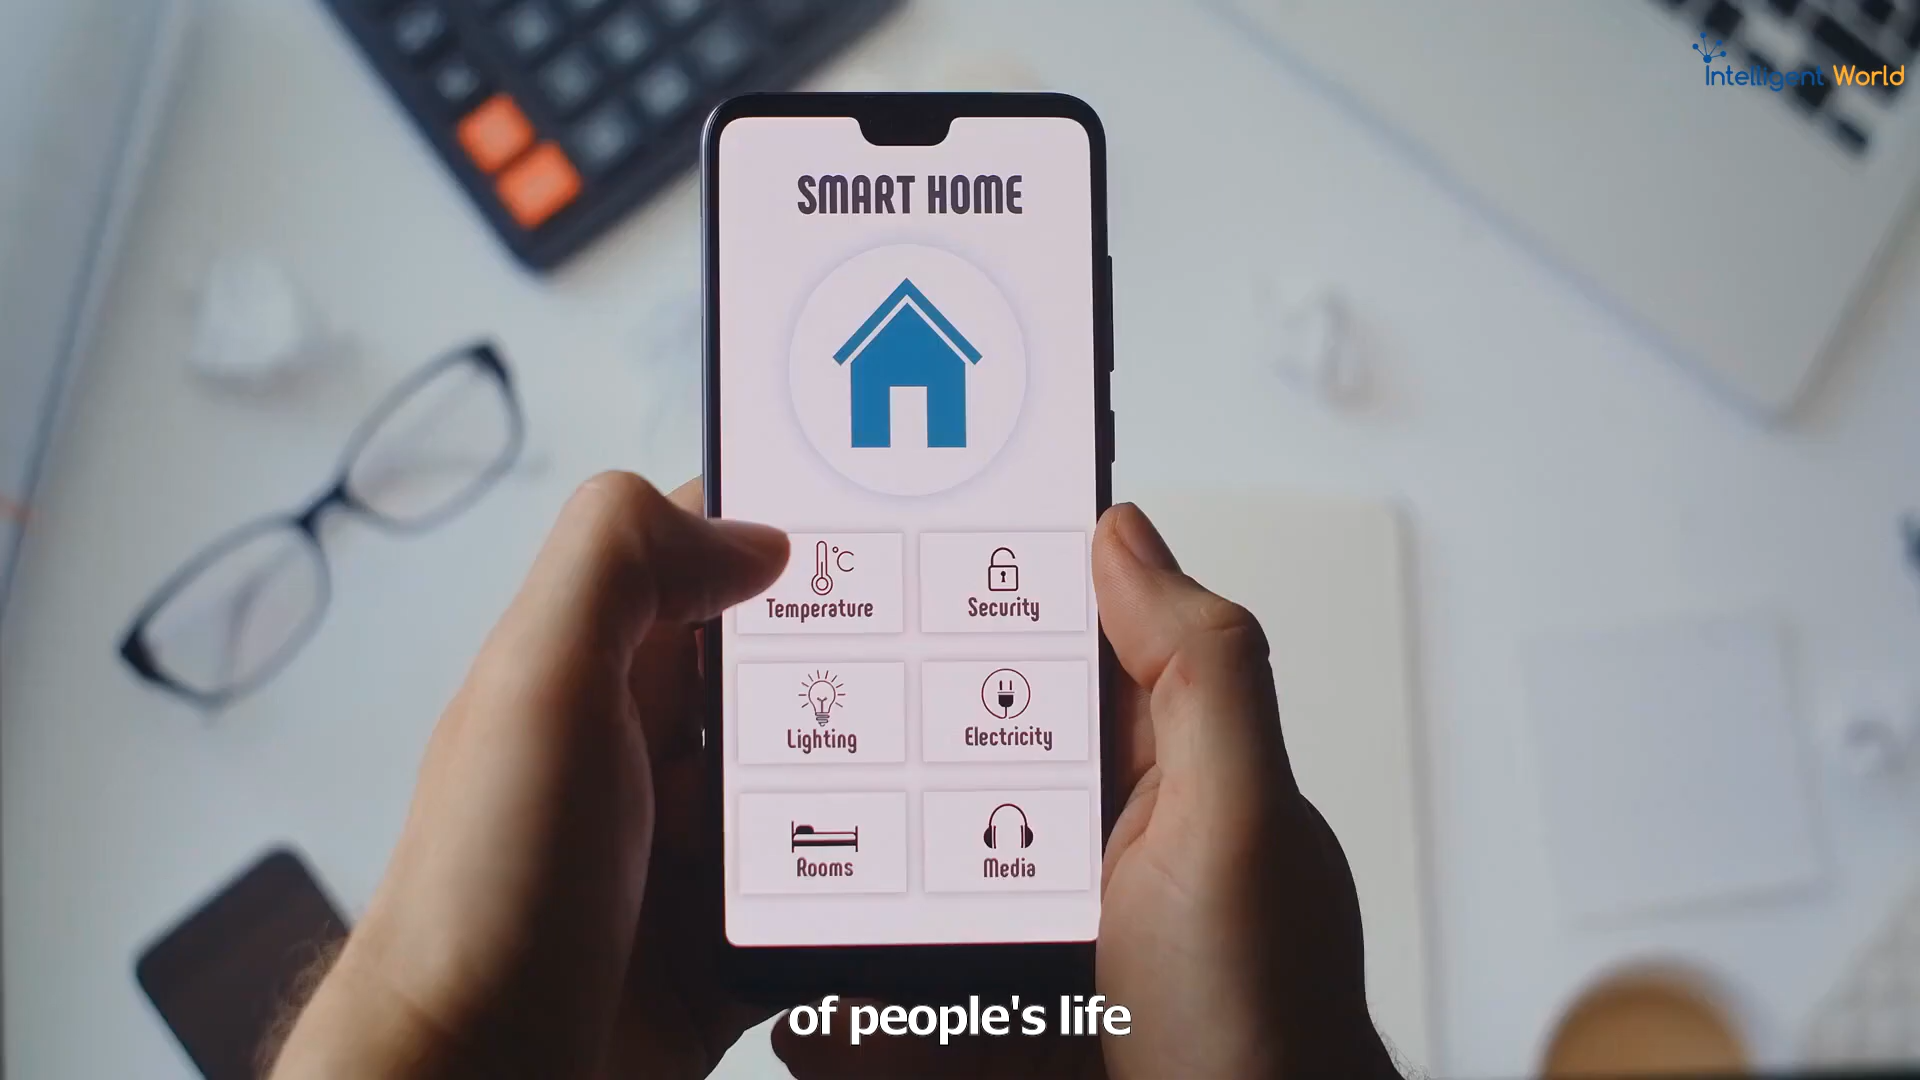 Intelligent World
SMART HOME
°C
Temperature
Security
Lighting
Electricity
Rooms
Media
of people's life